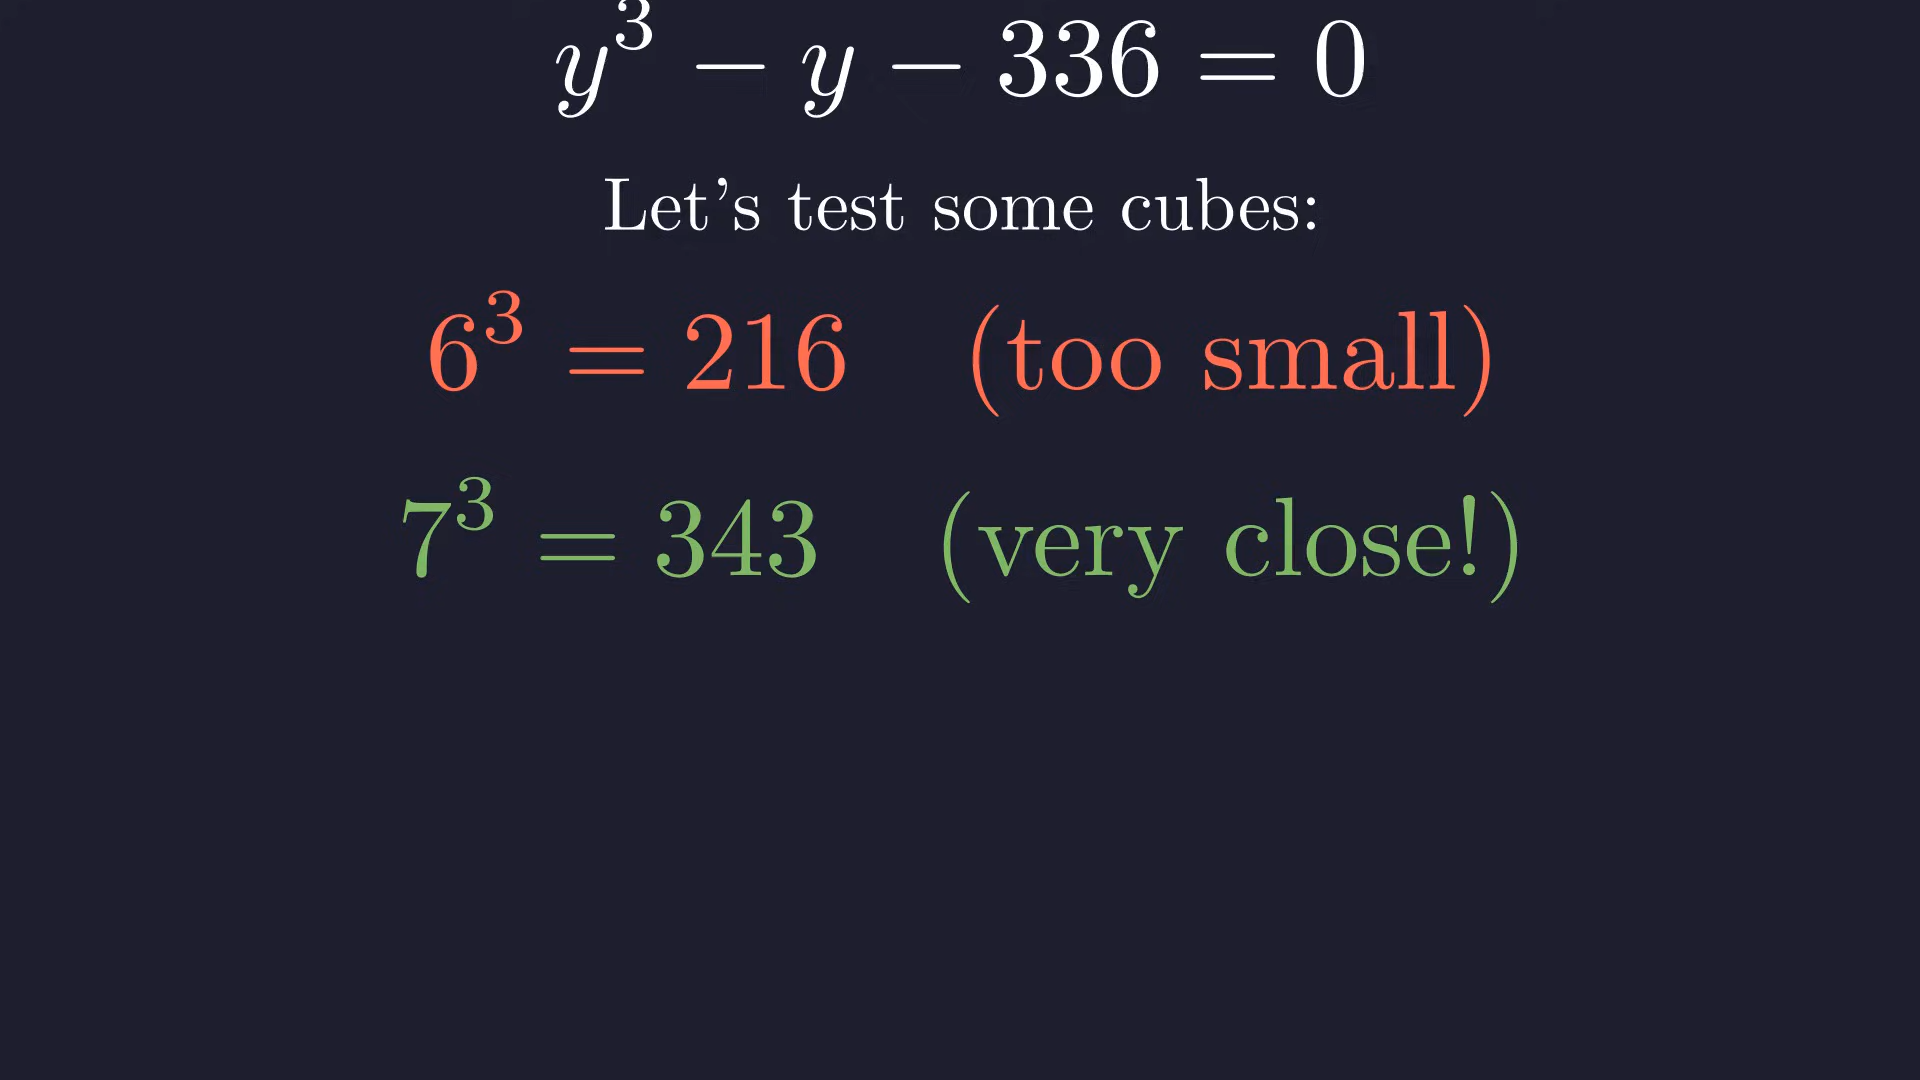 y³ − y − 336 = 0
Let's test some cubes:
6³ = 216 (too small)
7³ = 343 (very close!)